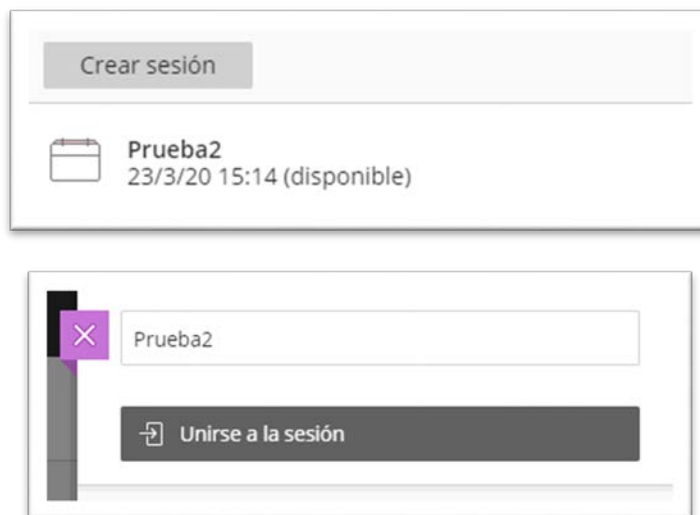 Crear sesión
Prueba2
23/3/20 15:14 (disponible)
Prueba2
Unirse a la sesión